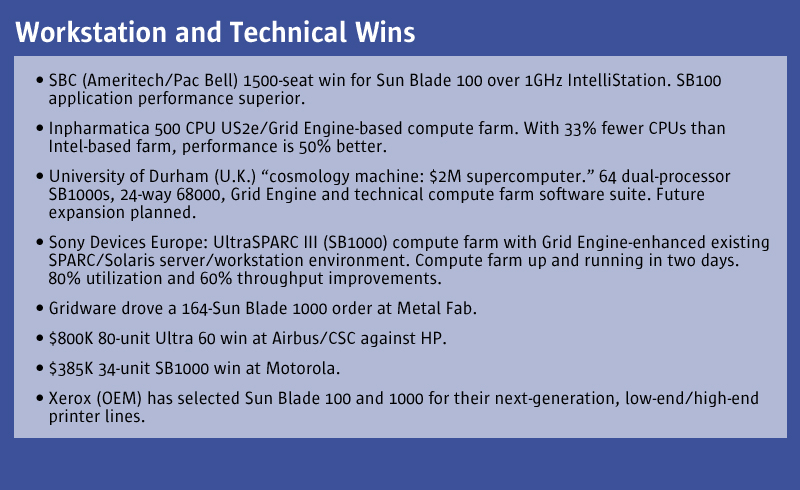 Workstation and Technical Wins
• SBC (Ameritech/Pac Bell) 1500-seat win for Sun Blade 100 over 1GHz IntelliStation. SB100
application performance superior.
• Inpharmatica 500 CPU US2e/Grid Engine-based compute farm. With 33% fewer CPUs than
Intel-based farm, performance is 50% better.
• University of Durham (U.K.) “cosmology machine: $2M supercomputer.” 64 dual-processor
SB1000s, 24-way 68000, Grid Engine and technical compute farm software suite. Future
expansion planned.
• Sony Devices Europe: UltraSPARC III (SB1000) compute farm with Grid Engine-enhanced existing
SPARC/Solaris server/workstation environment. Compute farm up and running in two days.
80% utilization and 60% throughput improvements.
• Gridware drove a 164-Sun Blade 1000 order at Metal Fab.
• $800K 80-unit Ultra 60 win at Airbus/CSC against HP.
• $385K 34-unit SB1000 win at Motorola.
• Xerox (OEM) has selected Sun Blade 100 and 1000 for their next-generation, low-end/high-end
printer lines.